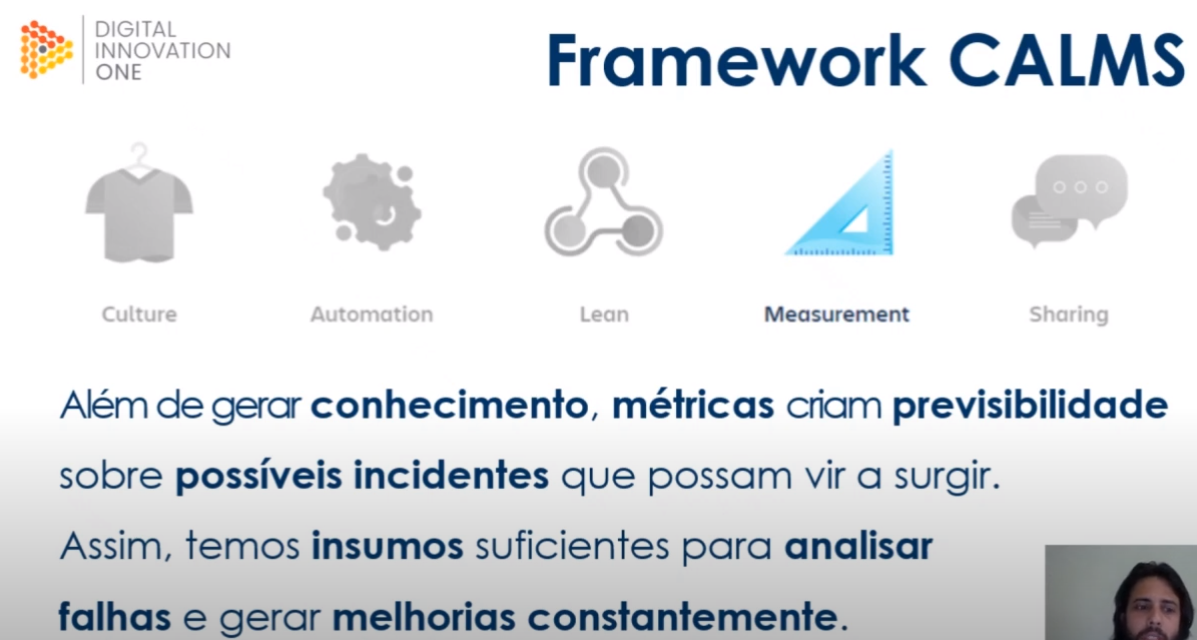 DIGITAL
INNOVATION
ONE
Framework CALMS
Culture
Automation
Lean
Measurement
Sharing
Além de gerar conhecimento, métricas criam previsibilidade
sobre possíveis incidentes que possam vir a surgir.
Assim, temos insumos suficientes para analisar
falhas e gerar melhorias constantemente.